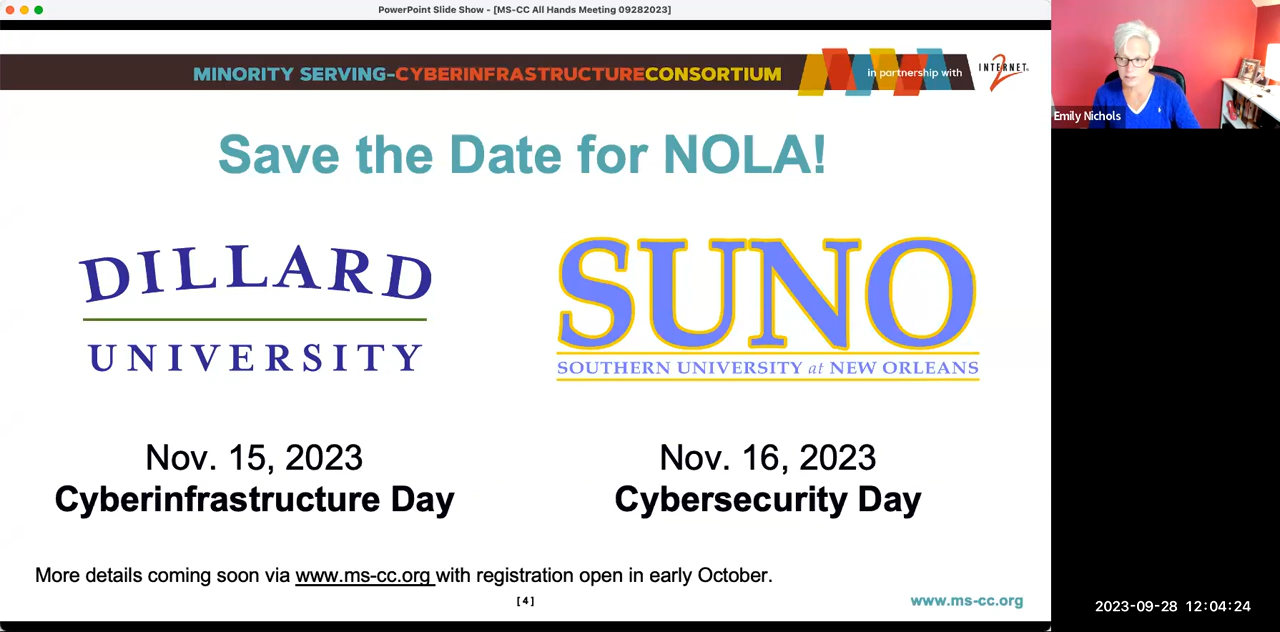 PowerPoint Slide Show - [MS-CC All Hands Meeting 09282023]
MINORITY SERVING-CYBERINFRASTRUCTURECONSORTIUM
in partnership with
INTERNET
2
Emily Nichols
Save the Date for NOLA!
DILLARD
UNIVERSITY
SUNO
SOUTHERN UNIVERSITY at NEW ORLEANS
Nov. 15, 2023
Cyberinfrastructure Day
Nov. 16, 2023
Cybersecurity Day
More details coming soon via www.ms-cc.org with registration open in early October.
[ 4 ]
www.ms-cc.org
2023-09-28 12:04:24